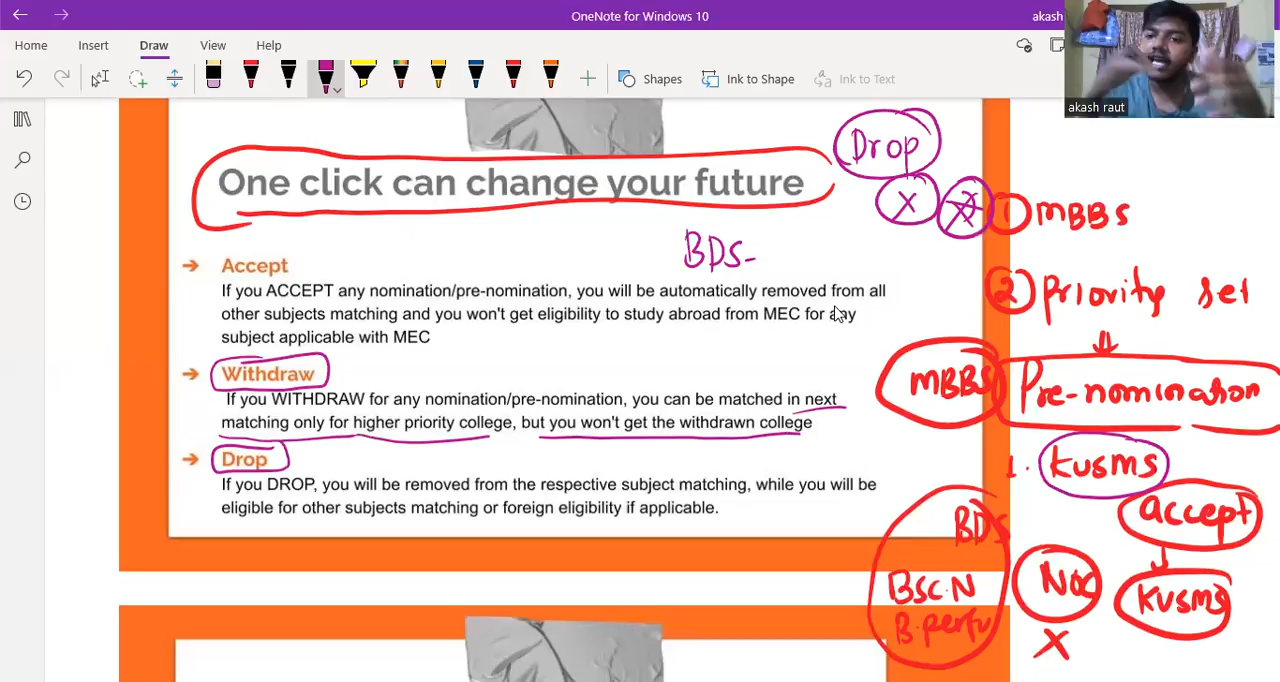 OneNote for Windows 10
akash
Home Insert Draw View Help
Shapes Ink to Shape Ink to Text
akash raut
Drop
One click can change your future
X
1 MBBS
BDS-
Accept
If you ACCEPT any nomination/pre-nomination, you will be automatically removed from all
other subjects matching and you won't get eligibility to study abroad from MEC for any
subject applicable with MEC
2 Priority set
Withdraw
If you WITHDRAW for any nomination/pre-nomination, you can be matched in next
matching only for higher priority college, but you won't get the withdrawn college
MBBS Pre-nomination
Drop
If you DROP, you will be removed from the respective subject matching, while you will be
eligible for other subjects matching or foreign eligibility if applicable.
1. KUSMS
accept
BDS
BSC.N
NOC
KUSMS
X